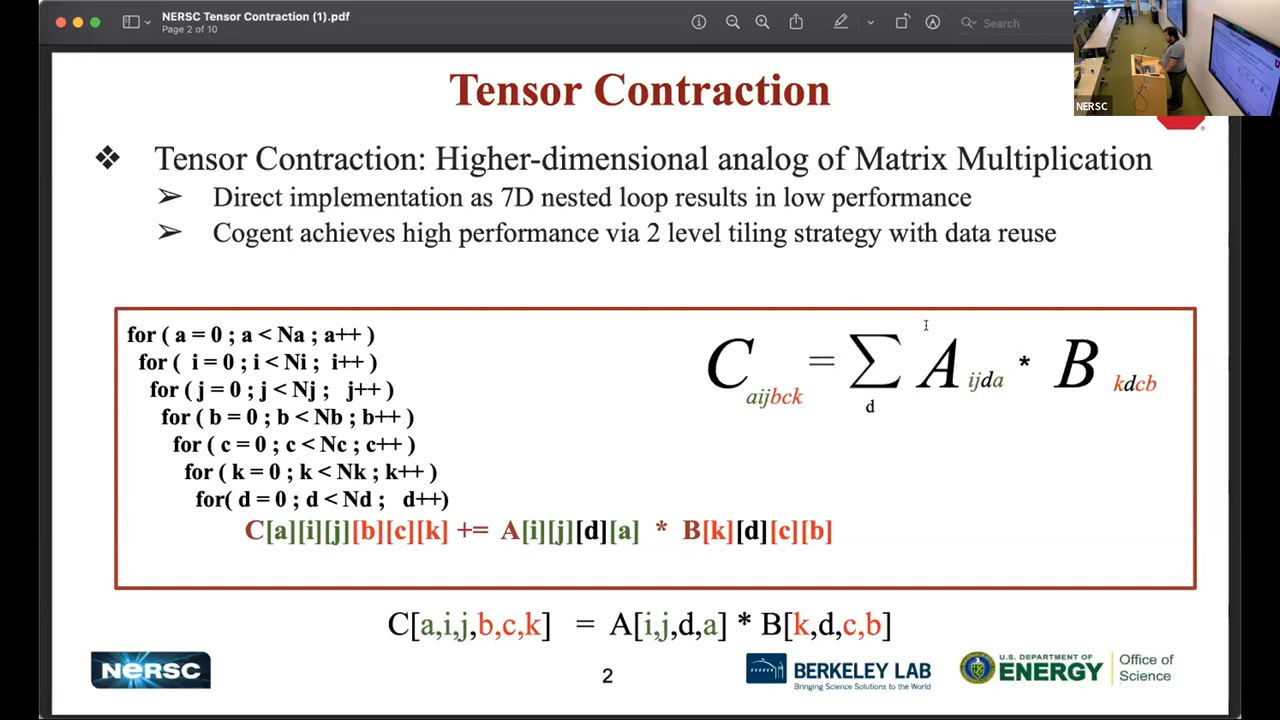 NERSC Tensor Contraction (1).pdf
Page 2 of 10
Search
NERSC
Tensor Contraction
❖ Tensor Contraction: Higher-dimensional analog of Matrix Multiplication
➢ Direct implementation as 7D nested loop results in low performance
➢ Cogent achieves high performance via 2 level tiling strategy with data reuse
for ( a = 0 ; a < Na ; a++ )
for ( i = 0 ; i < Ni ; i++ )
for ( j = 0 ; j < Nj ; j++ )
for ( b = 0 ; b < Nb ; b++ )
for ( c = 0 ; c < Nc ; c++ )
for ( k = 0 ; k < Nk ; k++ )
for( d = 0 ; d < Nd ; d++)
C[a][i][j][b][c][k] += A[i][j][d][a] * B[k][d][c][b]
C aijbck = ∑ d A ijda * B kdcb
C[a,i,j,b,c,k] = A[i,j,d,a] * B[k,d,c,b]
NERSC
2
BERKELEY LAB
Bringing Science Solutions to the World
U.S. DEPARTMENT OF
ENERGY
Office of
Science